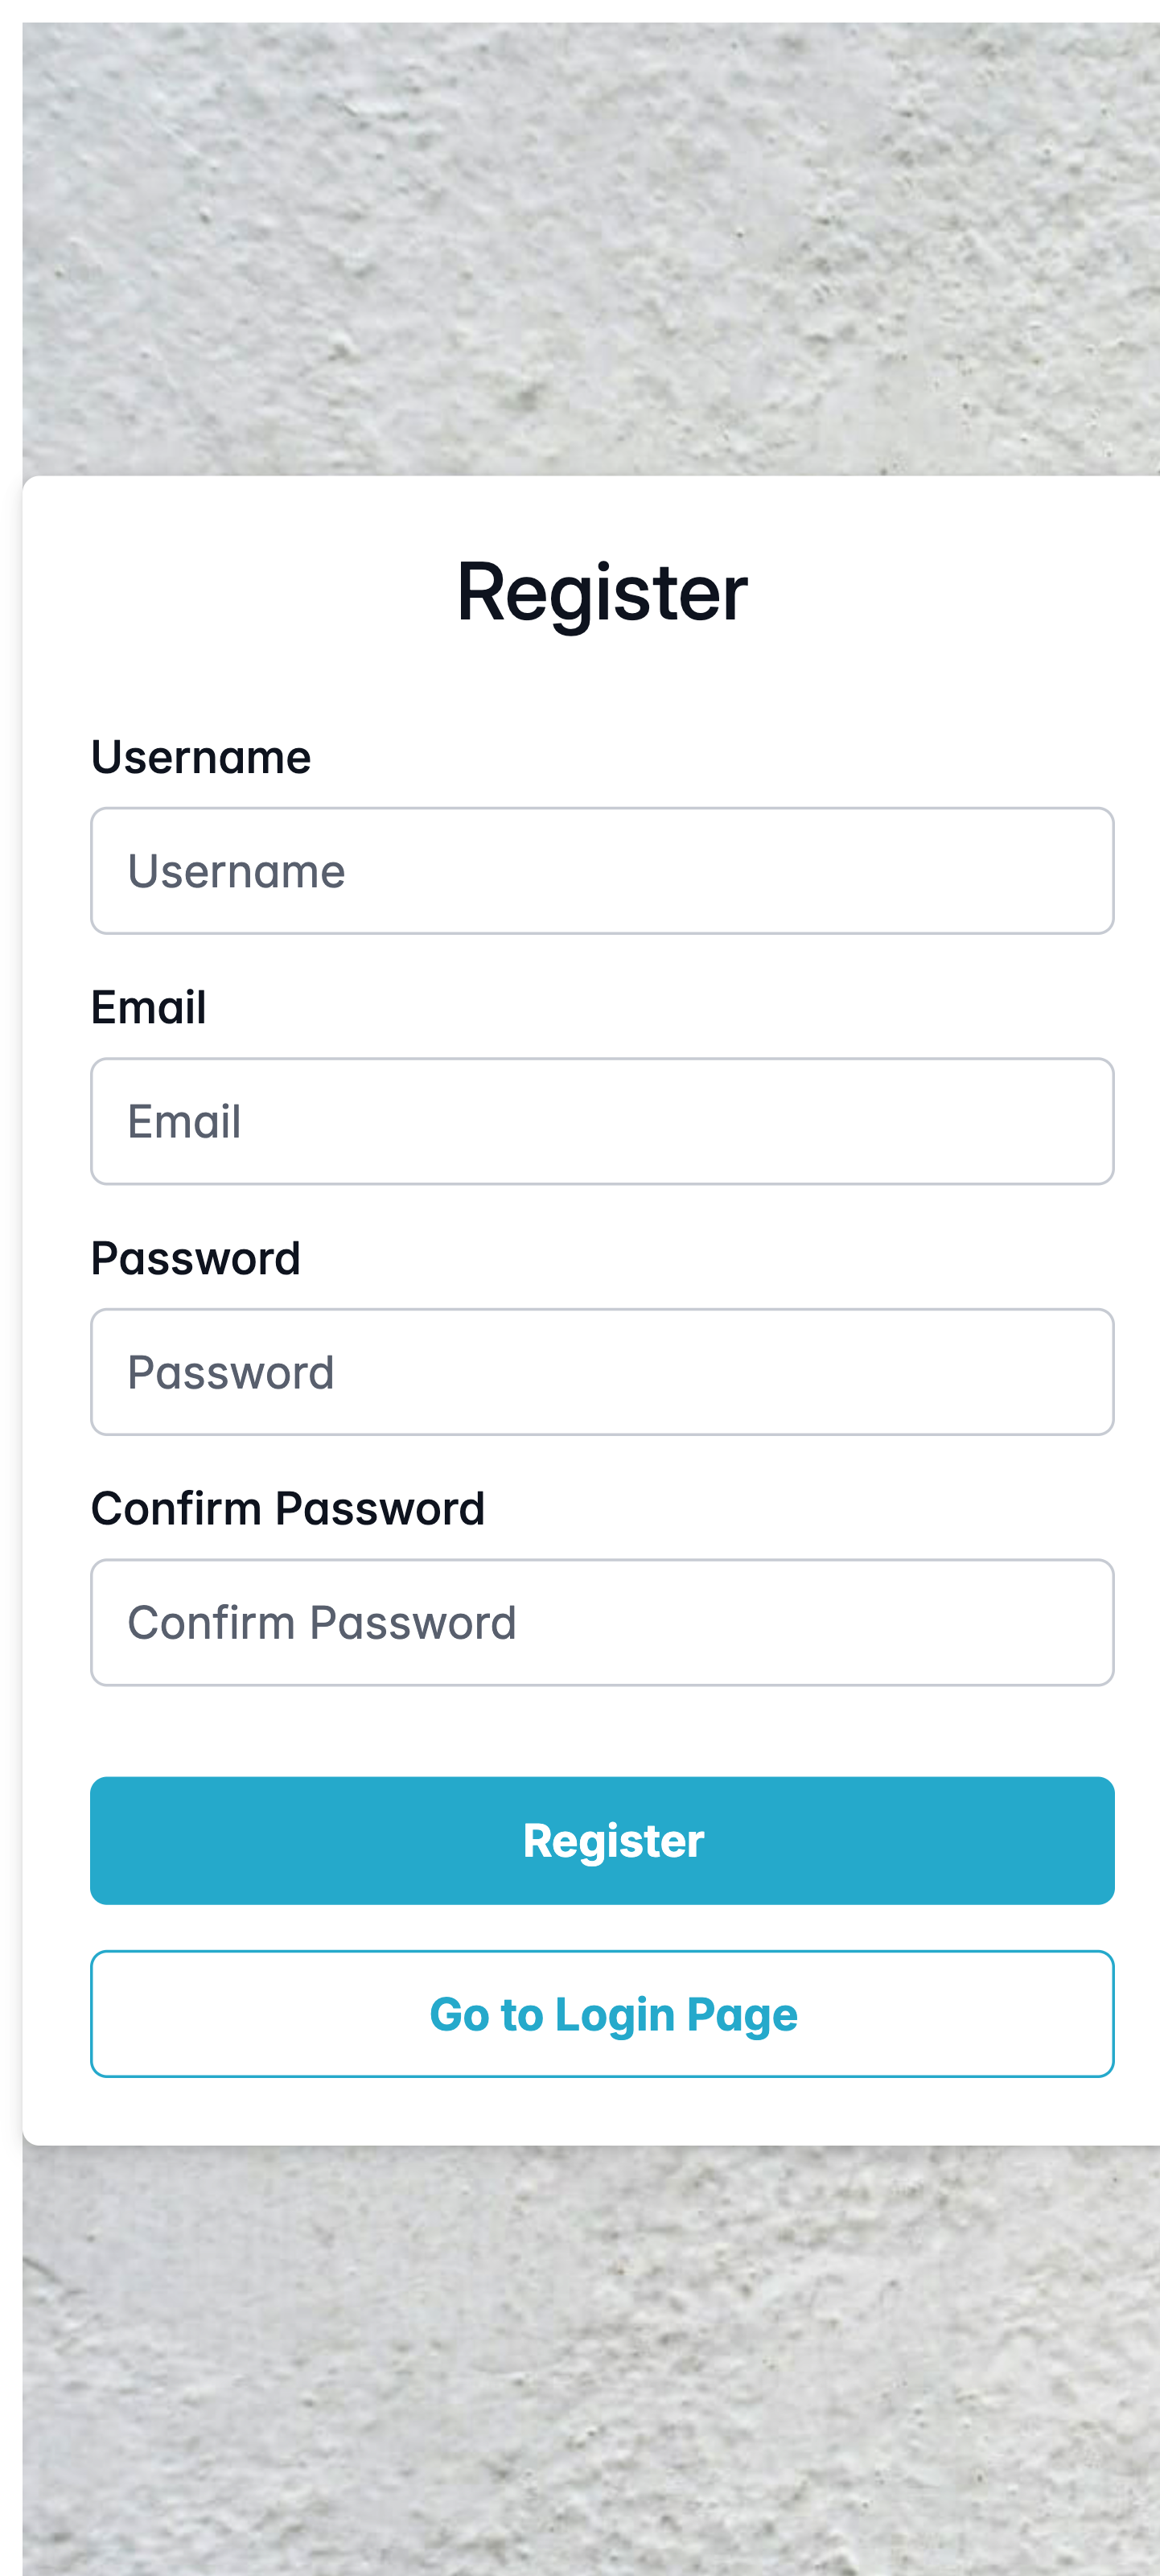 Register
Username
Username
Email
Email
Password
Password
Confirm Password
Confirm Password
Register
Go to Login Page